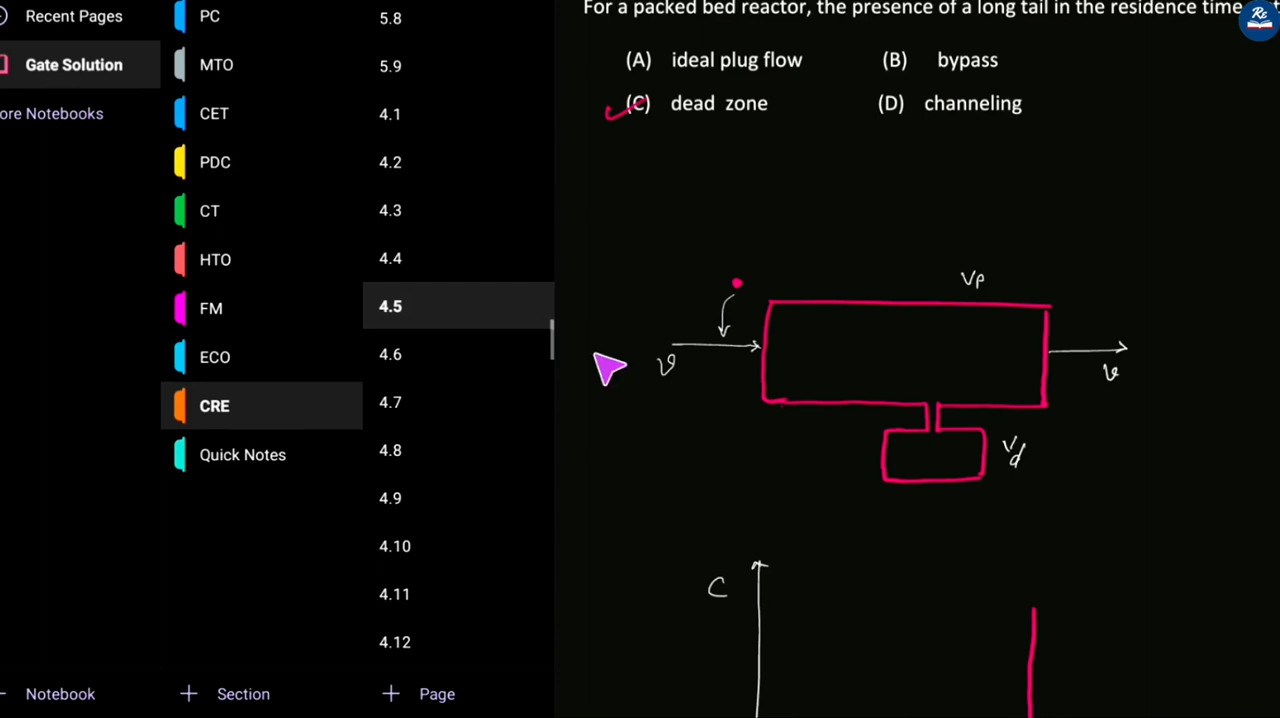 Recent Pages
Gate Solution
ore Notebooks
PC
MTO
CET
PDC
CT
HTO
FM
ECO
CRE
Quick Notes
5.8
5.9
4.1
4.2
4.3
4.4
4.5
4.6
4.7
4.8
4.9
4.10
4.11
4.12
Notebook
+ Section
+ Page
For a packed bed reactor, the presence of a long tail in the residence time
(A) ideal plug flow (B) bypass
(C) dead zone (D) channeling
Vp
ϑ
ϑ
Vd
C
Re